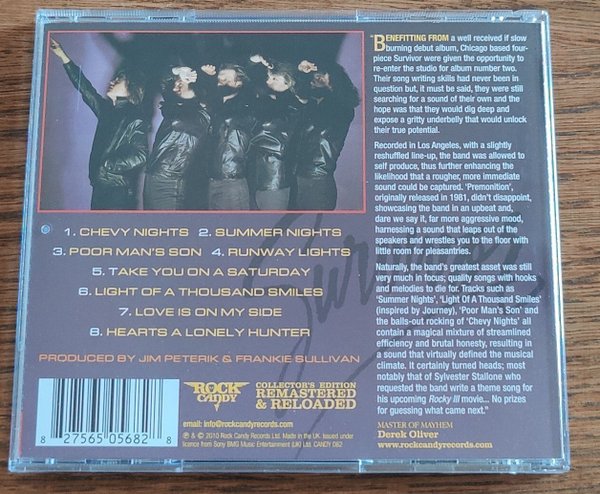 1. CHEVY NIGHTS 2. SUMMER NIGHTS
3. POOR MAN'S SON 4. RUNWAY LIGHTS
5. TAKE YOU ON A SATURDAY
6. LIGHT OF A THOUSAND SMILES
7. LOVE IS ON MY SIDE
8. HEARTS A LONELY HUNTER
PRODUCED BY JIM PETERIK & FRANKIE SULLIVAN
8 27565 05682 8
ROCK
CANDY
COLLECTOR'S EDITION
REMASTERED
& RELOADED
email: info@rockcandyrecords.com
℗ & © 2010 Rock Candy Records Ltd. Made in the UK. Issued under
licence from Sony BMG Music Entertainment (UK) Ltd. CANDY 082
"BENEFITTING FROM a well received if slow
burning debut album, Chicago based four-
piece Survivor were given the opportunity to
re-enter the studio for album number two.
Their song writing skills had never been in
question but, it must be said, they were still
searching for a sound of their own and the
hope was that they would dig deep and
expose a gritty underbelly that would unlock
their true potential.
Recorded in Los Angeles, with a slightly
reshuffled line-up, the band was allowed to
self produce, thus further enhancing the
likelihood that a rougher, more immediate
sound could be captured. 'Premonition',
originally released in 1981, didn't disappoint,
showcasing the band in an upbeat and,
dare we say it, far more aggressive mood,
harnessing a sound that leaps out of the
speakers and wrestles you to the floor with
little room for pleasantries.
Naturally, the band's greatest asset was still
very much in focus; quality songs with hooks
and melodies to die for. Tracks such as
'Summer Nights', 'Light Of A Thousand Smiles'
(inspired by Journey), 'Poor Man's Son' and
the bails-out rocking of 'Chevy Nights' all
contain a magical mixture of streamlined
efficiency and brutal honesty, resulting in
a sound that virtually defined the musical
climate. It certainly turned heads; most
notably that of Sylvester Stallone who
requested the band write a theme song for
his upcoming Rocky III movie... No prizes
for guessing what came next."
MASTER OF MAYHEM
Derek Oliver
www.rockcandyrecords.com